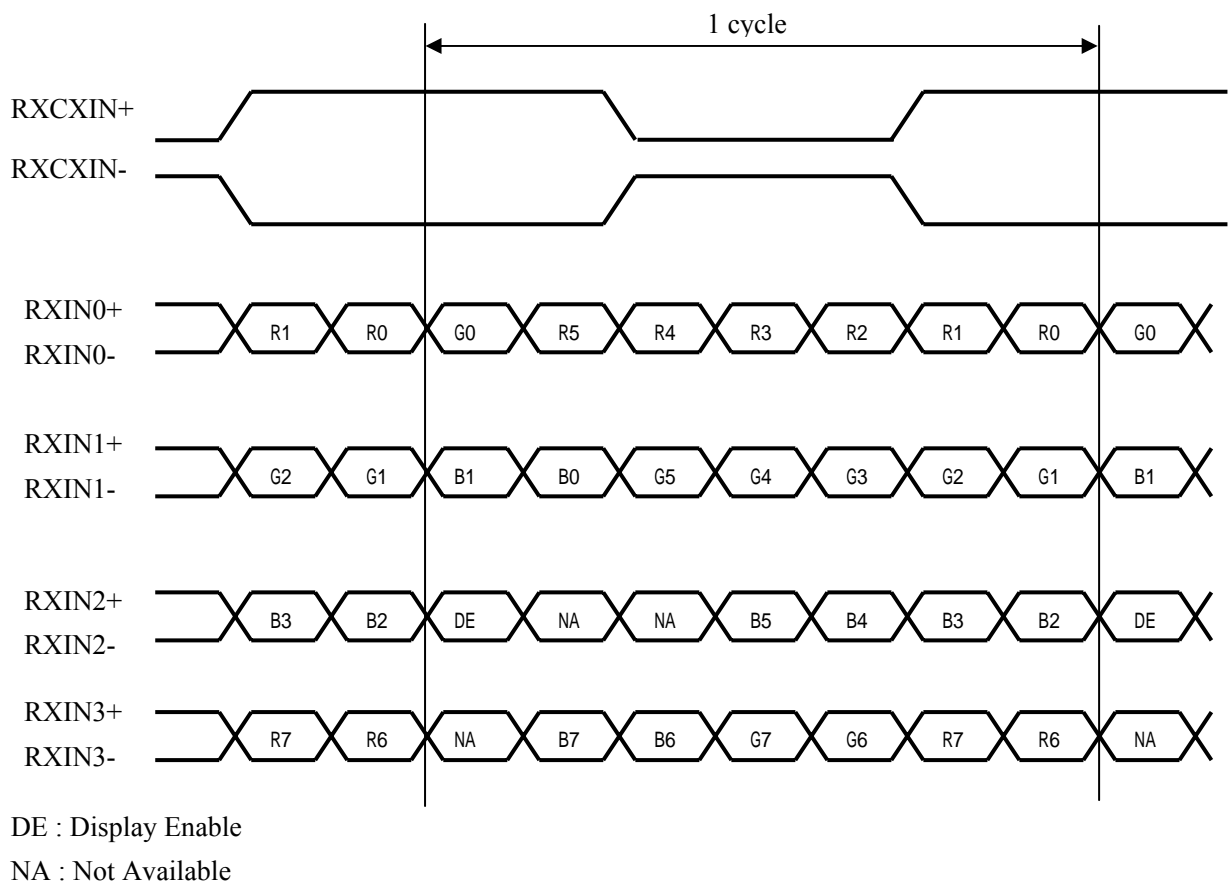 1 cycle
RXCXIN+
RXCXIN-
RXIN0+
R1 R0 G0 R5 R4 R3 R2 R1 R0 G0
RXIN0-
RXIN1+
G2 G1 B1 B0 G5 G4 G3 G2 G1 B1
RXIN1-
RXIN2+
B3 B2 DE NA NA B5 B4 B3 B2 DE
RXIN2-
RXIN3+
R7 R6 NA B7 B6 G7 G6 R7 R6 NA
RXIN3-
DE : Display Enable
NA : Not Available